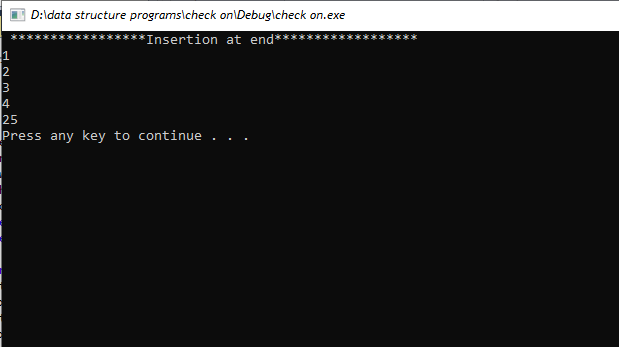 D:\data structure programs\check on\Debug\check on.exe
*****************Insertion at end******************
1
2
3
4
25
Press any key to continue . . .